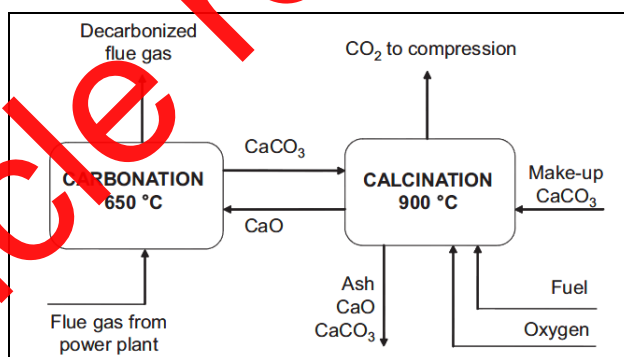 Decarbonized
flue gas
CO₂ to compression
CARBONATION
650 °C
CaCO₃
CaO
CALCINATION
900 °C
Make-up
CaCO₃
Flue gas from
power plant
Ash
CaO
CaCO₃
Fuel
Oxygen